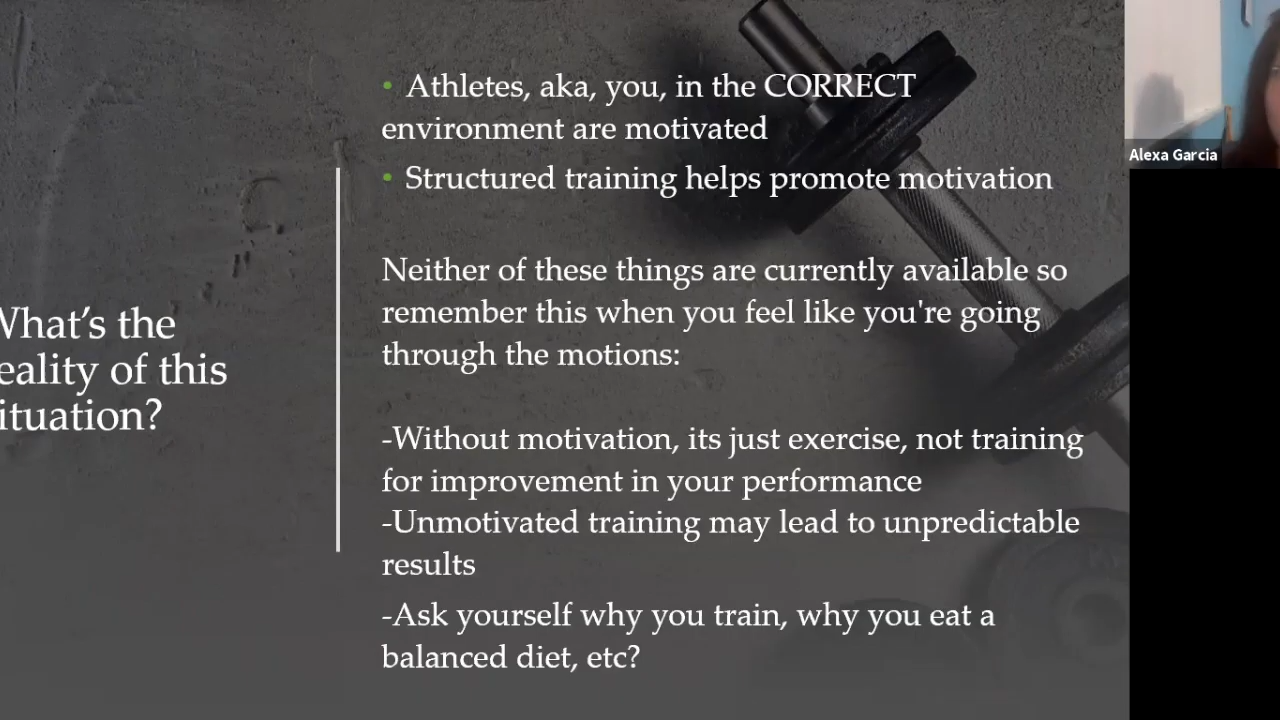 What's the
eality of this
ituation?
• Athletes, aka, you, in the CORRECT
environment are motivated
• Structured training helps promote motivation
Neither of these things are currently available so
remember this when you feel like you're going
through the motions:
-Without motivation, its just exercise, not training
for improvement in your performance
-Unmotivated training may lead to unpredictable
results
-Ask yourself why you train, why you eat a
balanced diet, etc?
Alexa Garcia